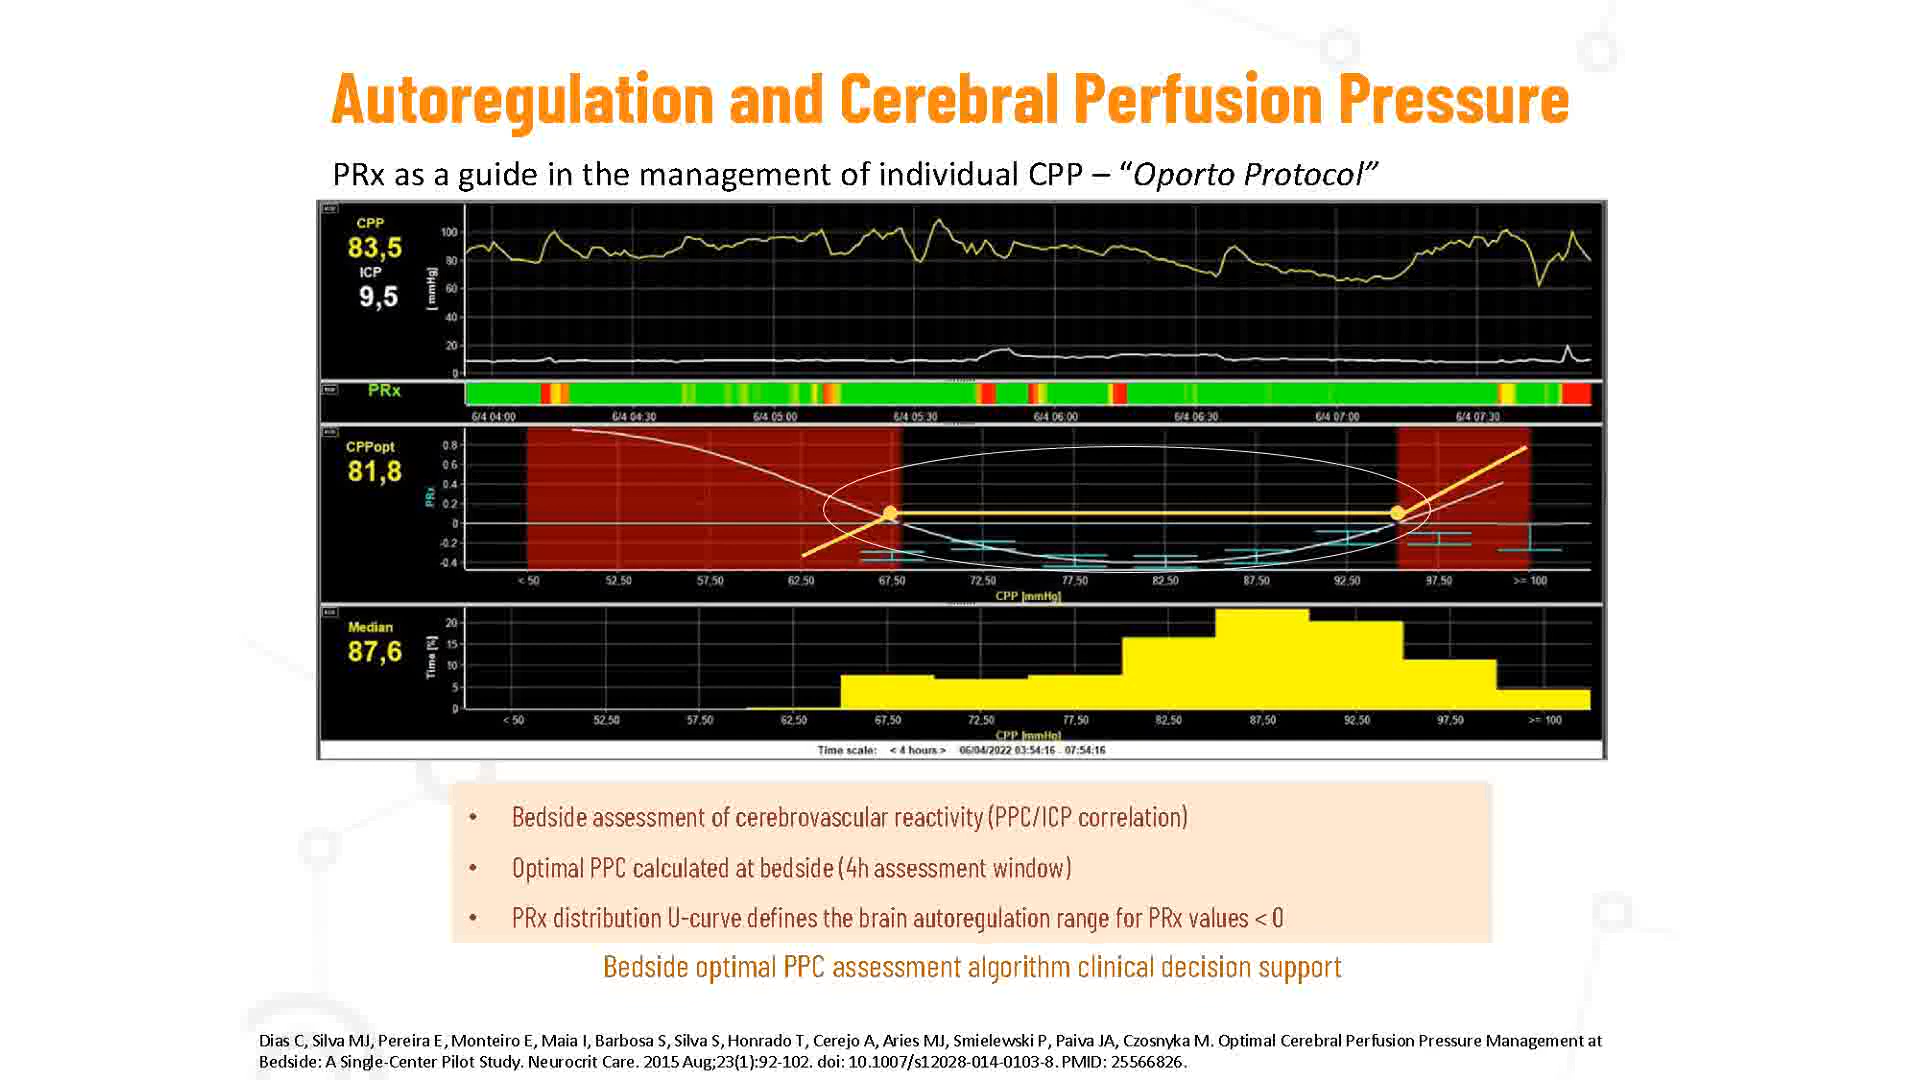 Autoregulation and Cerebral Perfusion Pressure
PRx as a guide in the management of individual CPP – “Oporto Protocol”
CPP
83,5
ICP
9,5
[mmHg]
100
80
60
40
20
0
PRx
6/4 04:00 6/4 04:30 6/4 05:00 6/4 05:30 6/4 06:00 6/4 06:30 6/4 07:00 6/4 07:30
CPPopt
81,8
PRx
0.8
0.6
0.4
0.2
0
-0.2
-0.4
< 50 52,50 57,50 62,50 67,50 72,50 77,50 82,50 87,50 92,50 97,50 >= 100
CPP [mmHg]
Median
87,6
Time [%]
20
15
10
5
0
< 50 52,50 57,50 62,50 67,50 72,50 77,50 82,50 87,50 92,50 97,50 >= 100
CPP [mmHg]
Time scale: < 4 hours > 06/04/2022 03:54:16 - 07:54:16
• Bedside assessment of cerebrovascular reactivity (PPC/ICP correlation)
• Optimal PPC calculated at bedside (4h assessment window)
• PRx distribution U-curve defines the brain autoregulation range for PRx values < 0
Bedside optimal PPC assessment algorithm clinical decision support
Dias C, Silva MJ, Pereira E, Monteiro E, Maia I, Barbosa S, Silva S, Honrado T, Cerejo A, Aries MJ, Smielewski P, Paiva JA, Czosnyka M. Optimal Cerebral Perfusion Pressure Management at
Bedside: A Single-Center Pilot Study. Neurocrit Care. 2015 Aug;23(1):92-102. doi: 10.1007/s12028-014-0103-8. PMID: 25566826.